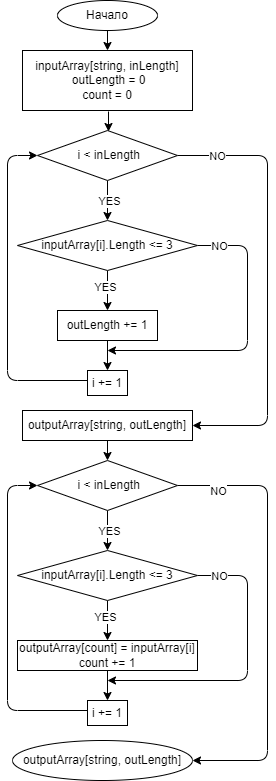 Начало
inputArray[string, inLength]
outLength = 0
count = 0
i < inLength
NO
YES
inputArray[i].Length <= 3
NO
YES
outLength += 1
i += 1
outputArray[string, outLength]
i < inLength
NO
YES
inputArray[i].Length <= 3
NO
YES
outputArray[count] = inputArray[i]
count += 1
i += 1
outputArray[string, outLength]